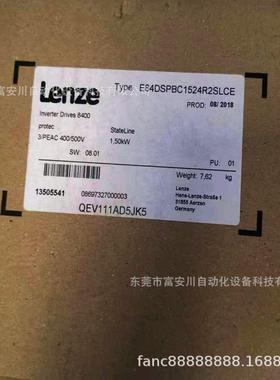 Lenze
Type E84DSPBC1524R2SLCE
PROD: 08/2018
Inverter Drives 8400
protec StateLine
3/PEAC 400/500V 1,50kW
SW: 08.01 PU: 01
Weight: 7,62 kg
13505541 08697327000003
Lenze
Hans-Lenze-Straße 1
31855 Aerzen
Germany
QEV111AD5JK5
东莞市富安川自动化设备科技有
fanc88888888.1688